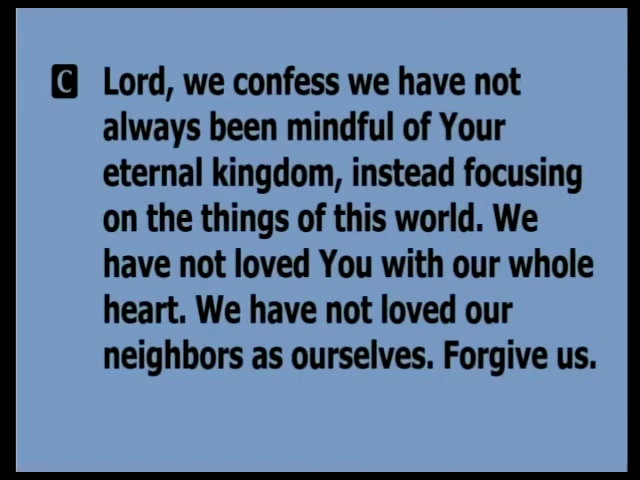 C Lord, we confess we have not
always been mindful of Your
eternal kingdom, instead focusing
on the things of this world. We
have not loved You with our whole
heart. We have not loved our
neighbors as ourselves. Forgive us.